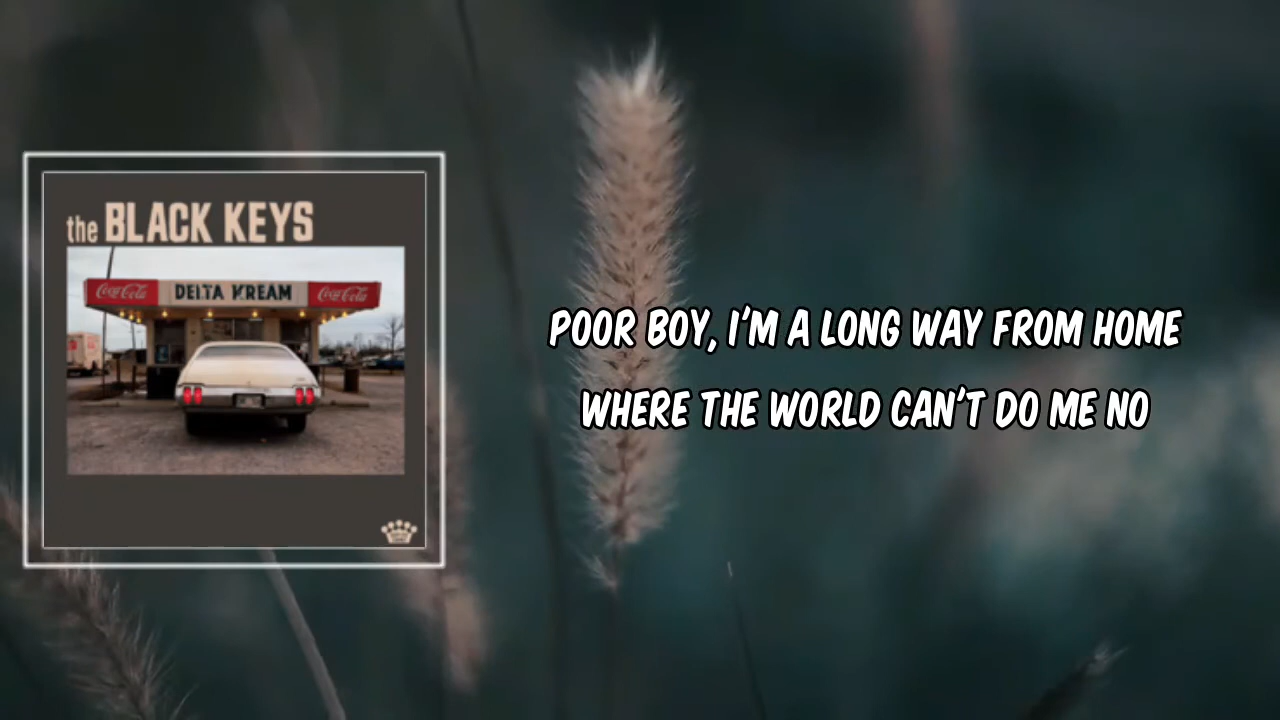 the BLACK KEYS
Coca-Cola DELTA KREAM Coca-Cola
POOR BOY, I'M A LONG WAY FROM HOME
WHERE THE WORLD CAN'T DO ME NO